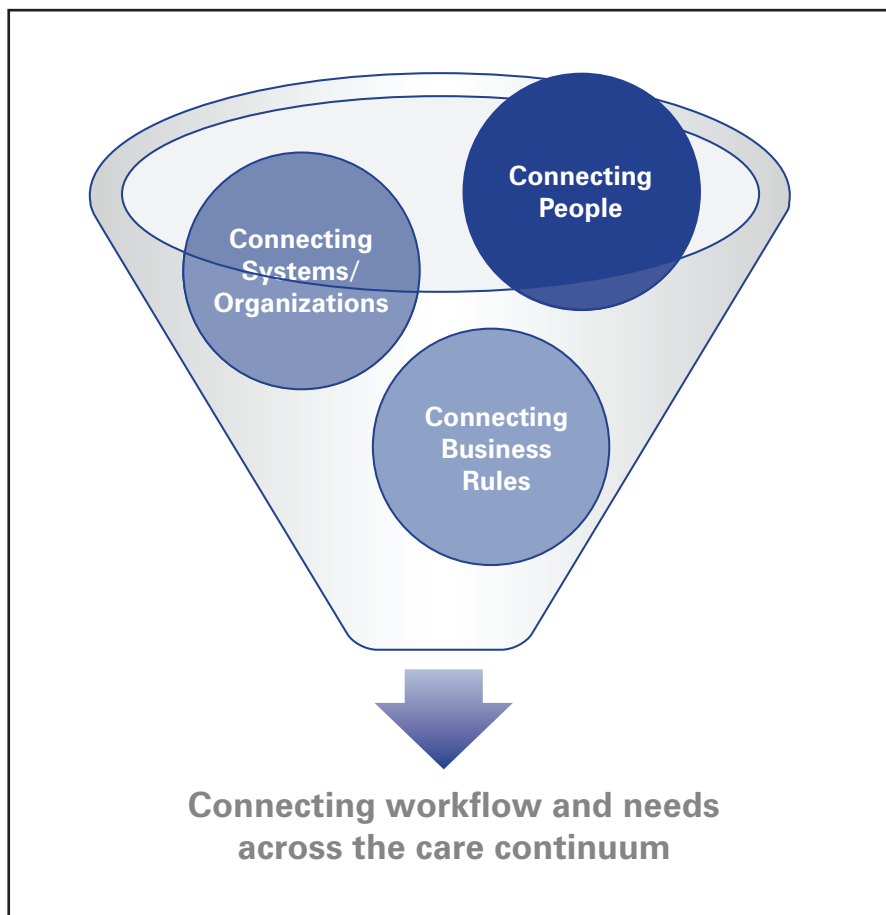 Connecting
People
Connecting
Systems/
Organizations
Connecting
Business
Rules
Connecting workflow and needs
across the care continuum